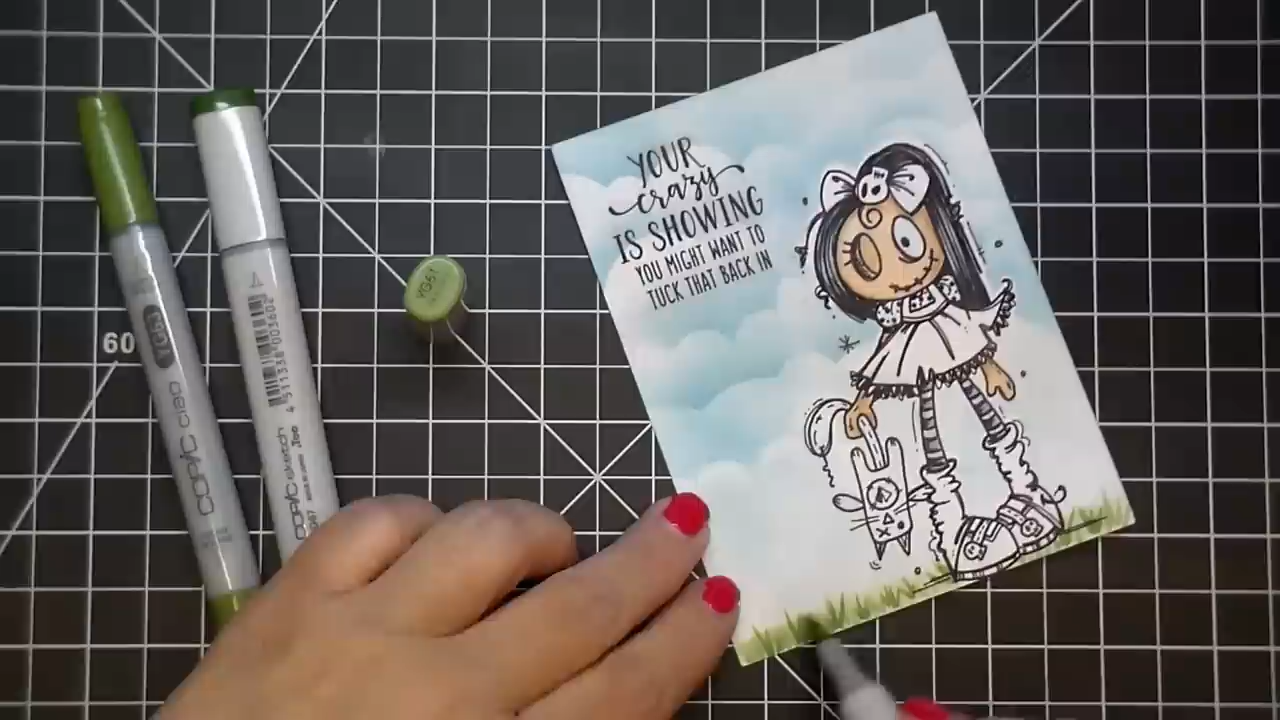 YOUR
crazy
IS SHOWING
YOU MIGHT WANT TO
TUCK THAT BACK IN
60
COPIC ciao
COPIC sketch